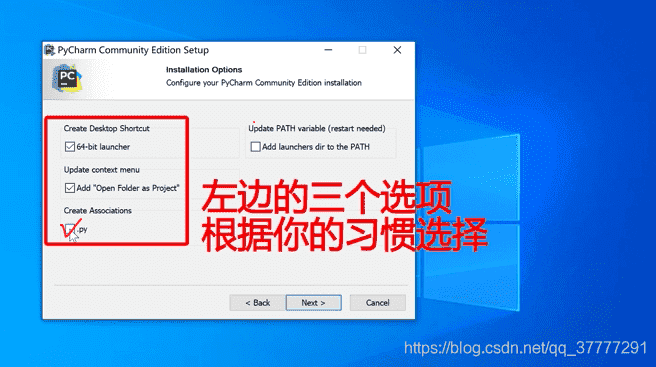 PyCharm Community Edition Setup
PC
Installation Options
Configure your PyCharm Community Edition installation
Create Desktop Shortcut
64-bit launcher
Update PATH variable (restart needed)
Add launchers dir to the PATH
Update context menu
Add "Open Folder as Project"
Create Associations
.py
左边的三个选项
根据你的习惯选择
< Back
Next >
Cancel
https://blog.csdn.net/qq_37777291